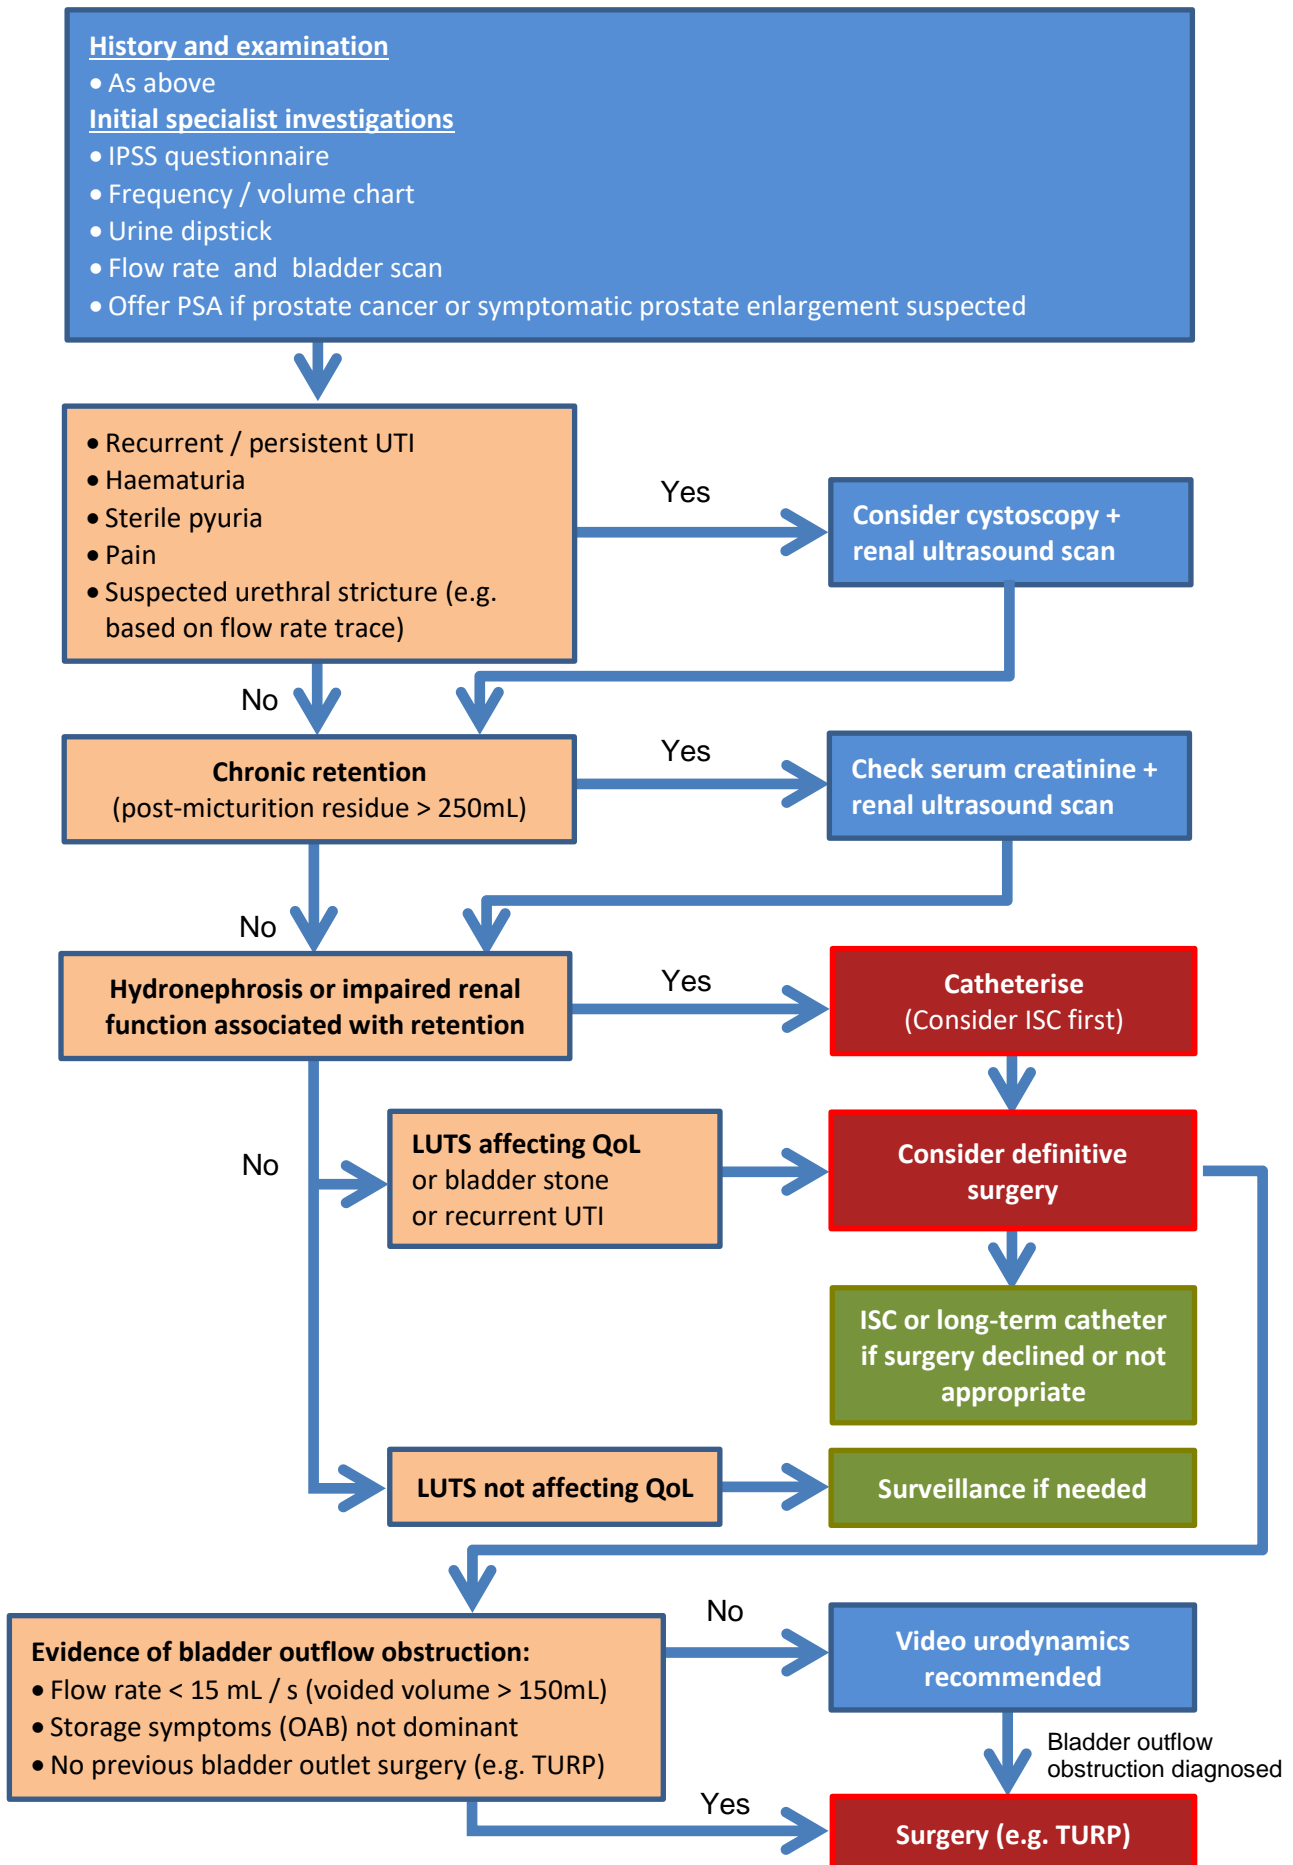 History and examination
• As above
Initial specialist investigations
• IPSS questionnaire
• Frequency / volume chart
• Urine dipstick
• Flow rate and bladder scan
• Offer PSA if prostate cancer or symptomatic prostate enlargement suspected
• Recurrent / persistent UTI
• Haematuria
• Sterile pyuria
• Pain
• Suspected urethral stricture (e.g.
based on flow rate trace)
Yes
Consider cystoscopy +
renal ultrasound scan
No
Chronic retention
(post-micturition residue > 250mL)
Yes
Check serum creatinine +
renal ultrasound scan
No
Hydronephrosis or impaired renal
function associated with retention
Yes
Catheterise
(Consider ISC first)
No
LUTS affecting QoL
or bladder stone
or recurrent UTI
Consider definitive
surgery
ISC or long-term catheter
if surgery declined or not
appropriate
LUTS not affecting QoL
Surveillance if needed
Evidence of bladder outflow obstruction:
• Flow rate < 15 mL / s (voided volume > 150mL)
• Storage symptoms (OAB) not dominant
• No previous bladder outlet surgery (e.g. TURP)
No
Video urodynamics
recommended
Bladder outflow
obstruction diagnosed
Yes
Surgery (e.g. TURP)